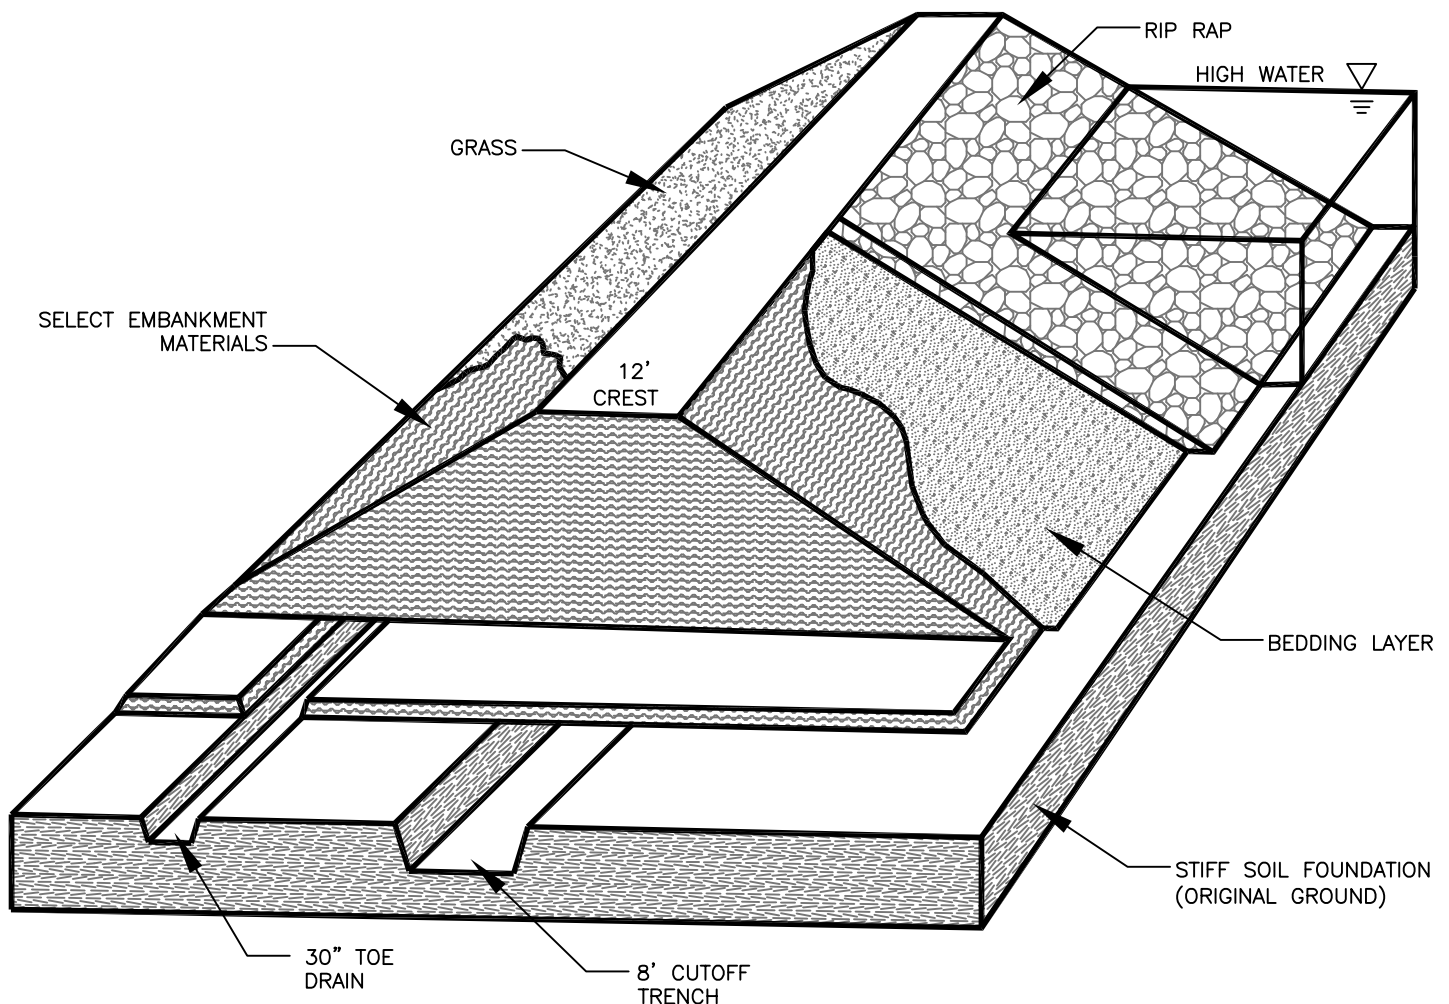 RIP RAP
HIGH WATER
GRASS
SELECT EMBANKMENT
MATERIALS
12'
CREST
BEDDING LAYER
STIFF SOIL FOUNDATION
(ORIGINAL GROUND)
30" TOE
DRAIN
8' CUTOFF
TRENCH